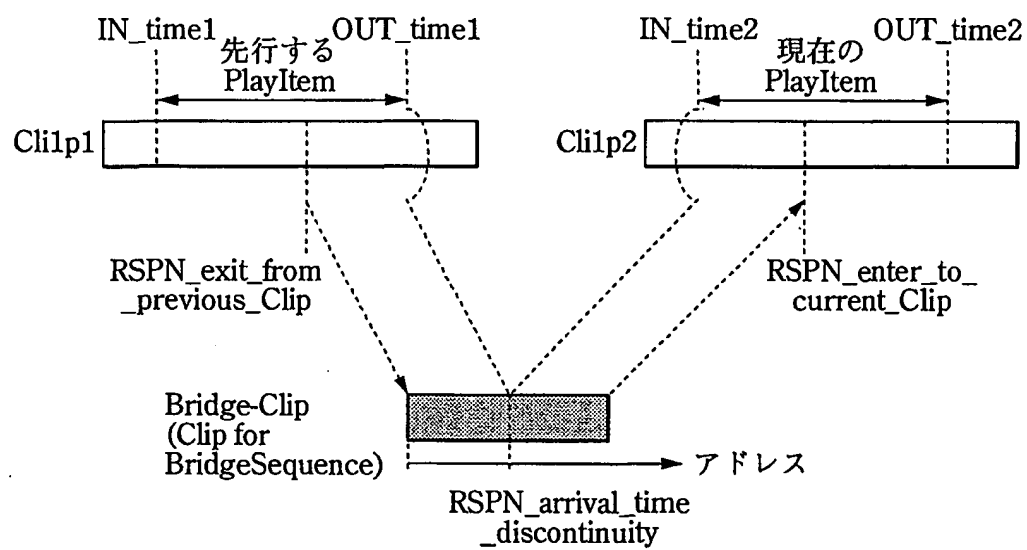 IN_time1
OUT_time1
IN_time2
OUT_time2
先行する
PlayItem
現在の
PlayItem
Cli1p1
Cli1p2
RSPN_exit_from
_previous_Clip
RSPN_enter_to_
current_Clip
Bridge-Clip
(Clip for
BridgeSequence)
アドレス
RSPN_arrival_time
_discontinuity